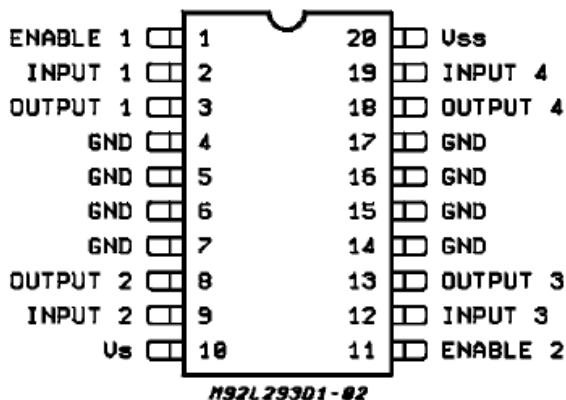 ENABLE 1 1 20 Vss
INPUT 1 2 19 INPUT 4
OUTPUT 1 3 18 OUTPUT 4
GND 4 17 GND
GND 5 16 GND
GND 6 15 GND
GND 7 14 GND
OUTPUT 2 8 13 OUTPUT 3
INPUT 2 9 12 INPUT 3
Vs 10 11 ENABLE 2
M92L293D1-02